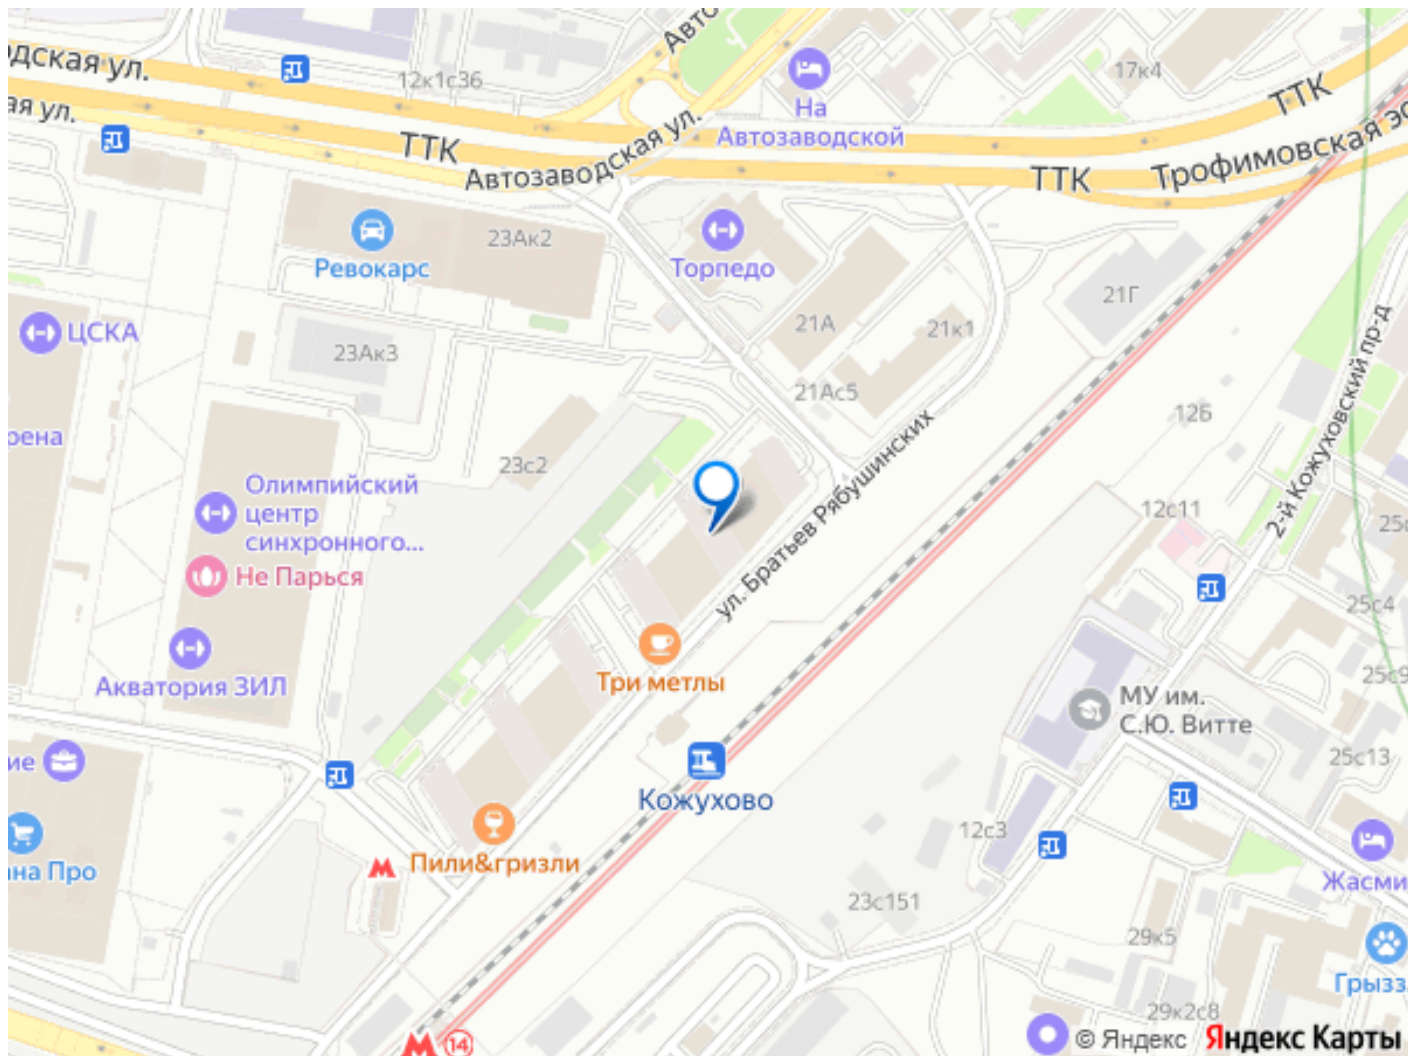 Авто
дская ул.
12к1с36
17к4
ТТК
На
Автозаводской
ая ул.
ТТК
Автозаводская ул.
ТТК
Трофимовская эс
23Ак2
Ревокарс
Торпедо
21Г
ЦСКА
21А
21к1
23Ак3
21Ас5
2-й Кожуховский пр-д
12Б
рена
23с2
Олимпийский
центр
синхронного...
12с11
25с
ул. Братьев Рябушинских
Не Парься
25с4
Акватория ЗИЛ
Три метлы
25с9
МУ им.
С.Ю. Витте
ие
25с13
Кожухово
12с3
Пили&гризли
на Про
Жасми
23с151
29к5
Грызз
29к2с8
14
© Яндекс Яндекс Карты